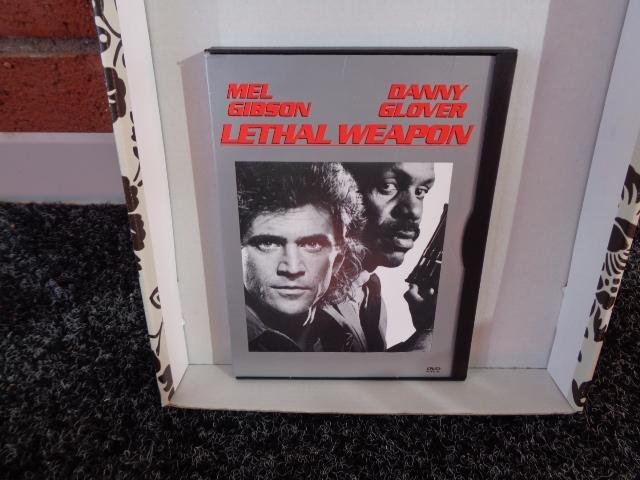 MEL DANNY
GIBSON GLOVER
LETHAL WEAPON
DVD